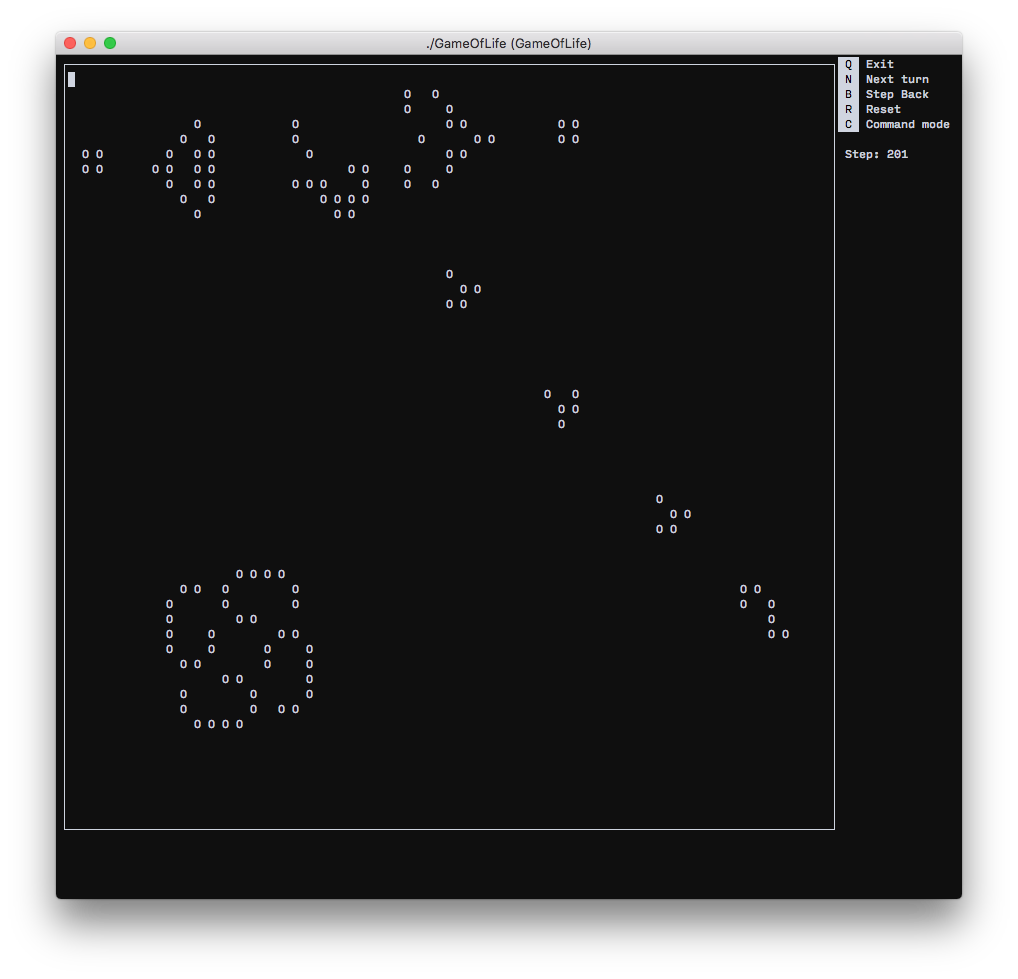 ./GameOfLife (GameOfLife)
Q Exit
N Next turn
B Step Back
R Reset
C Command mode
Step: 201